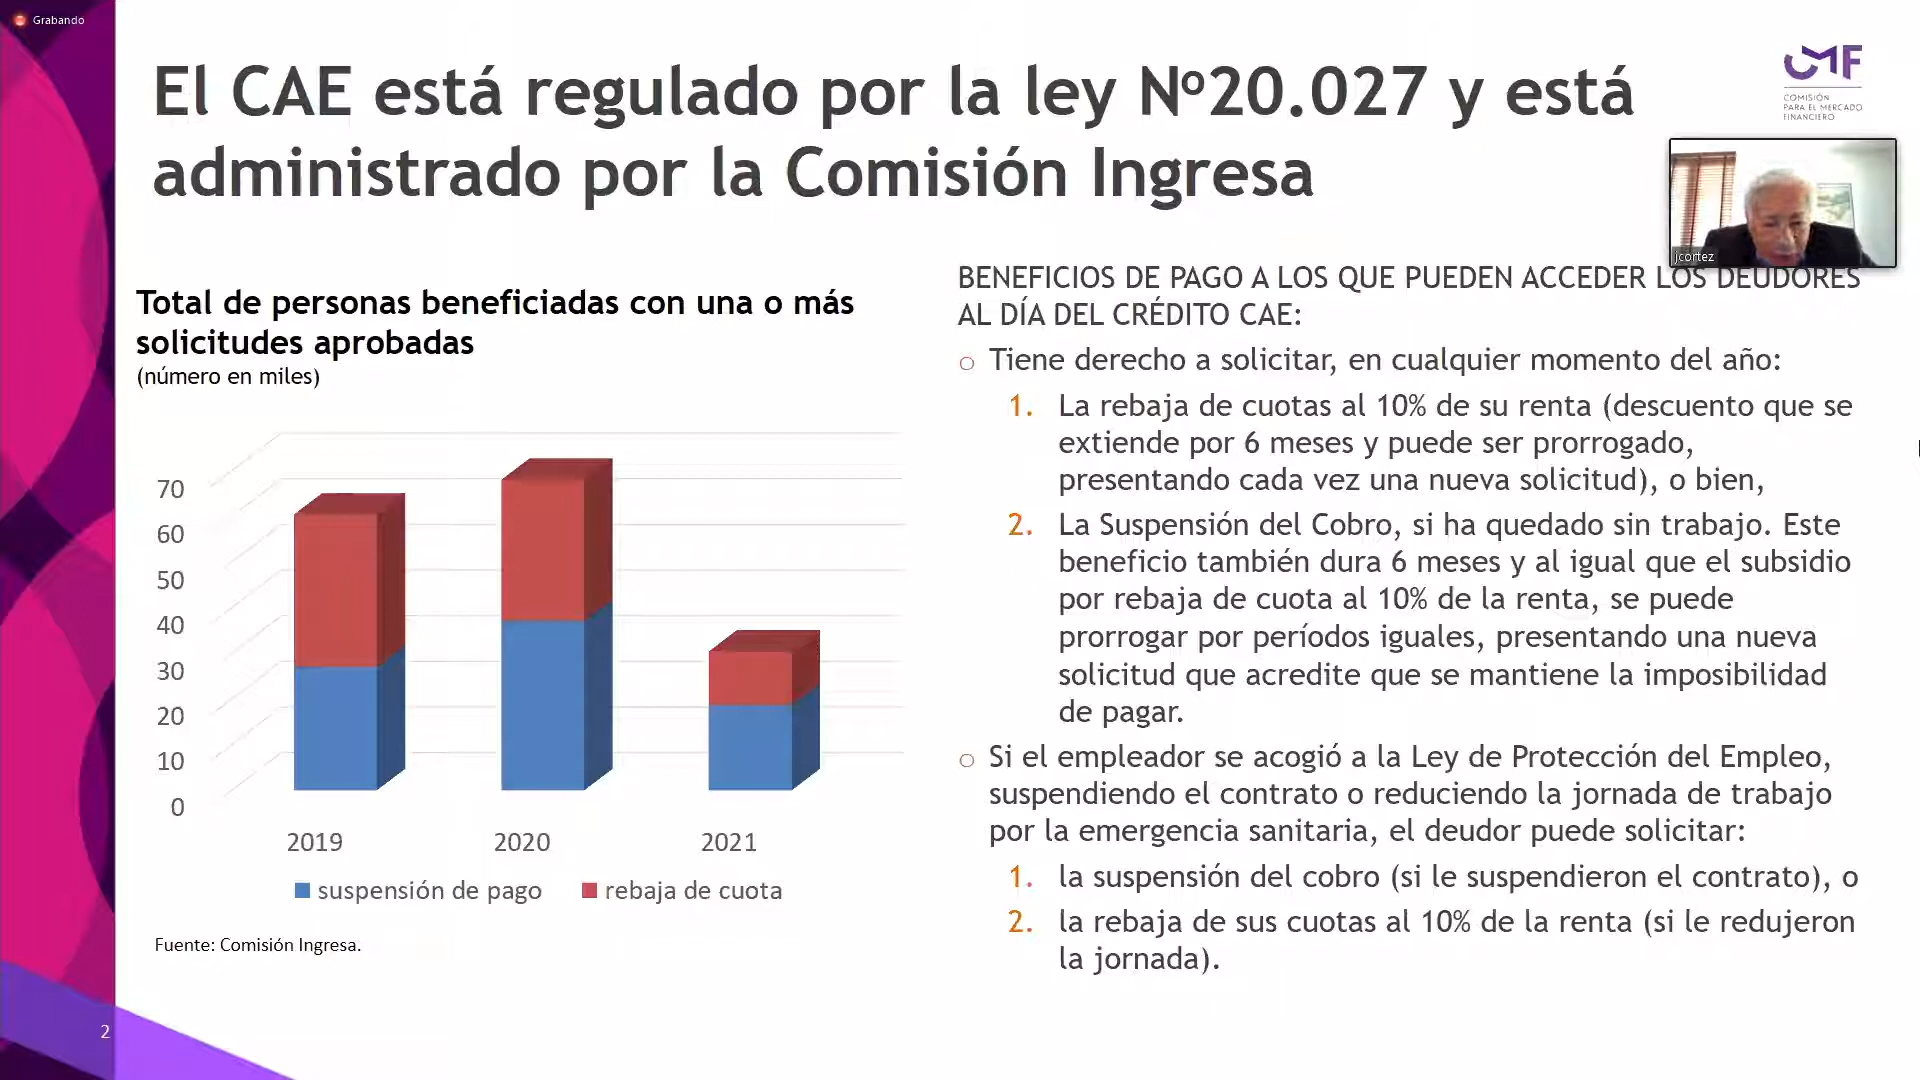 Grabando
El CAE está regulado por la ley Nº20.027 y está
administrado por la Comisión Ingresa
CMF
COMISIÓN
PARA EL MERCADO
FINANCIERO
jcortez
Total de personas beneficiadas con una o más
solicitudes aprobadas
(número en miles)
70
60
50
40
30
20
10
0
2019 2020 2021
suspensión de pago rebaja de cuota
Fuente: Comisión Ingresa.
BENEFICIOS DE PAGO A LOS QUE PUEDEN ACCEDER LOS DEUDORES
AL DÍA DEL CRÉDITO CAE:
o Tiene derecho a solicitar, en cualquier momento del año:
1. La rebaja de cuotas al 10% de su renta (descuento que se
extiende por 6 meses y puede ser prorrogado,
presentando cada vez una nueva solicitud), o bien,
2. La Suspensión del Cobro, si ha quedado sin trabajo. Este
beneficio también dura 6 meses y al igual que el subsidio
por rebaja de cuota al 10% de la renta, se puede
prorrogar por períodos iguales, presentando una nueva
solicitud que acredite que se mantiene la imposibilidad
de pagar.
o Si el empleador se acogió a la Ley de Protección del Empleo,
suspendiendo el contrato o reduciendo la jornada de trabajo
por la emergencia sanitaria, el deudor puede solicitar:
1. la suspensión del cobro (si le suspendieron el contrato), o
2. la rebaja de sus cuotas al 10% de la renta (si le redujeron
la jornada).
2